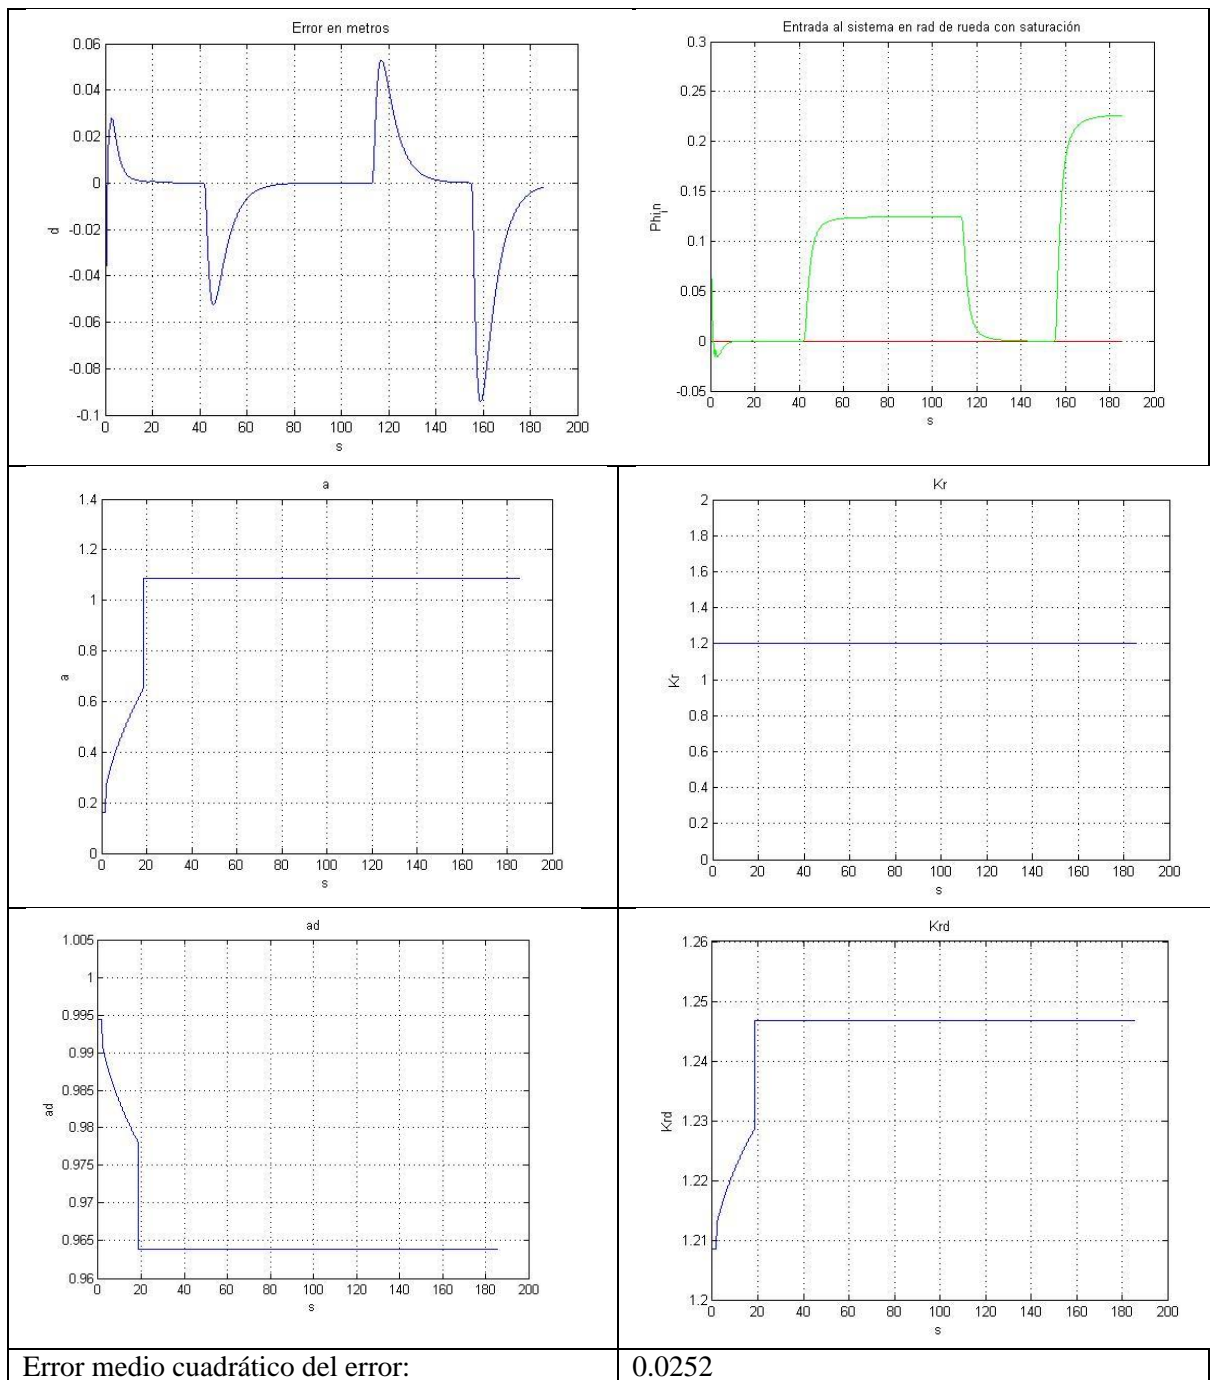 Error en metros
0.06
0.04
0.02
0
-0.02
-0.04
-0.06
-0.08
-0.1
d
0 20 40 60 80 100 120 140 160 180 200
s
Entrada al sistema en rad de rueda con saturación
0.3
0.25
0.2
0.15
0.1
0.05
0
-0.05
Phi_in
0 20 40 60 80 100 120 140 160 180 200
s
a
1.4
1.2
1
0.8
0.6
0.4
0.2
0
a
0 20 40 60 80 100 120 140 160 180 200
s
Kr
2
1.8
1.6
1.4
1.2
1
0.8
0.6
0.4
0.2
0
Kr
0 20 40 60 80 100 120 140 160 180 200
s
ad
1.005
1
0.995
0.99
0.985
0.98
0.975
0.97
0.965
0.96
ad
0 20 40 60 80 100 120 140 160 180 200
s
Krd
1.26
1.25
1.24
1.23
1.22
1.21
1.2
Krd
0 20 40 60 80 100 120 140 160 180 200
s
Error medio cuadrático del error: 0.0252